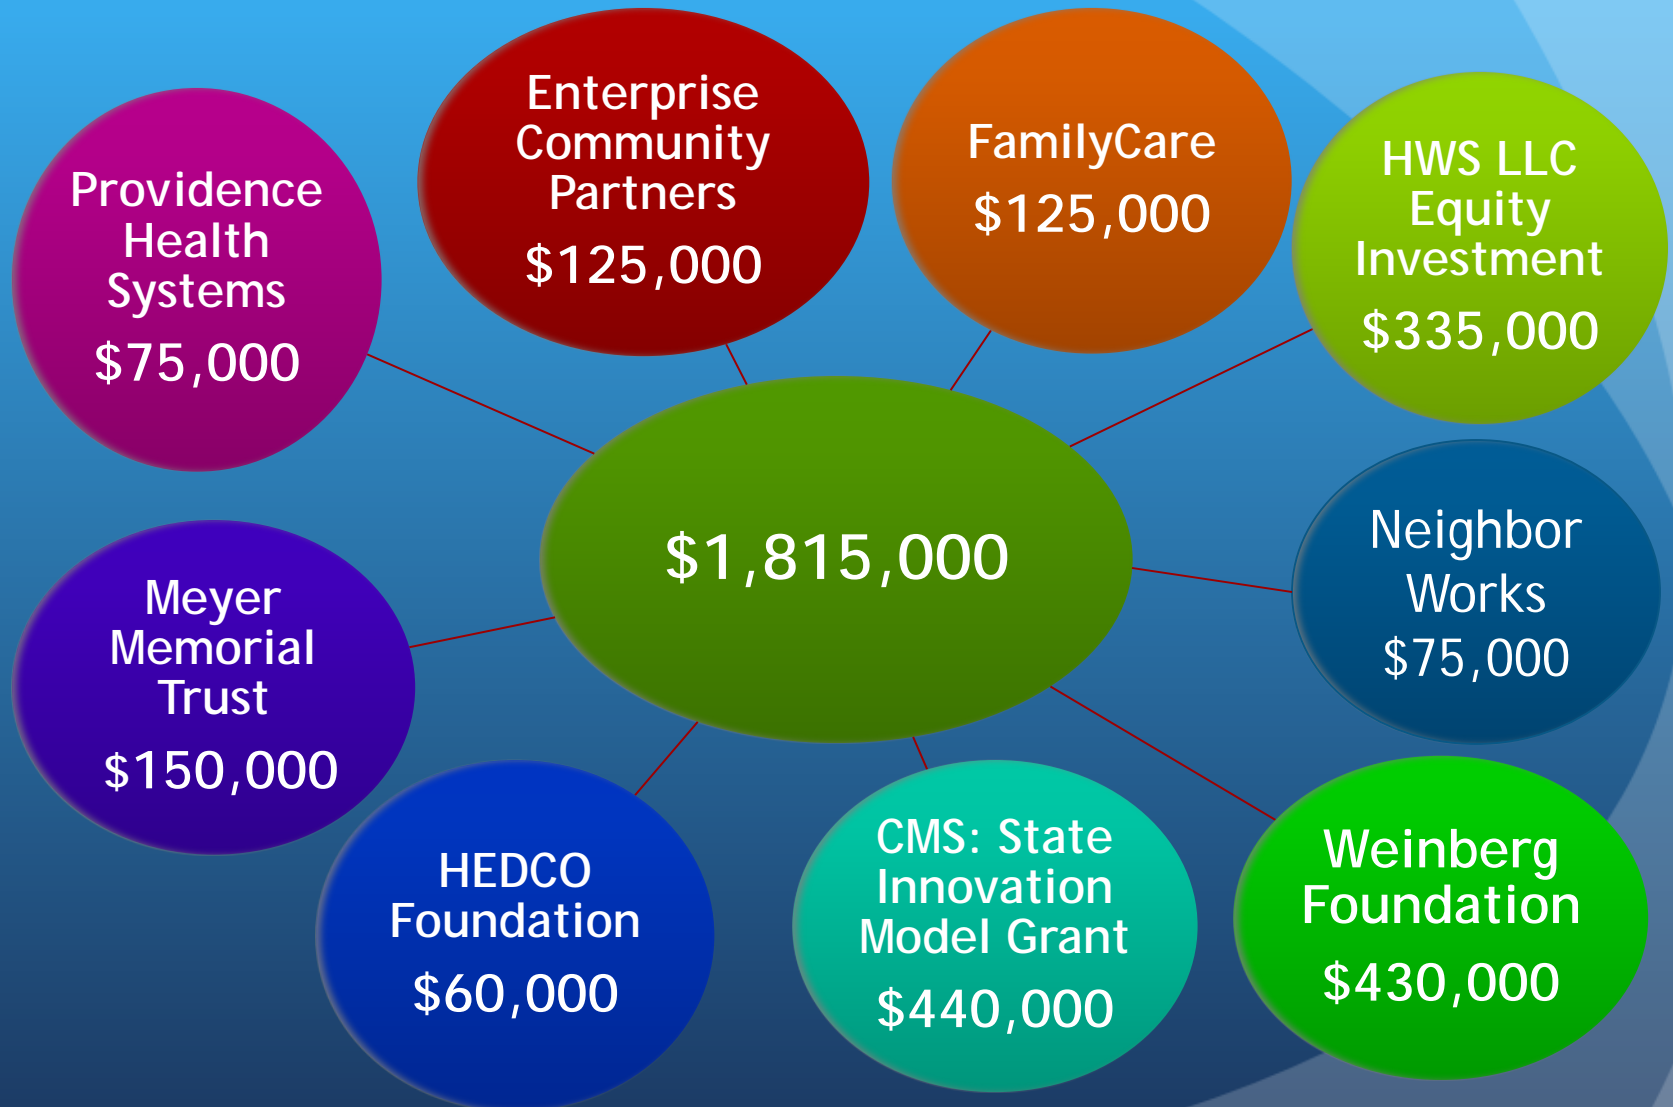 Providence
Health
Systems
$75,000
Enterprise
Community
Partners
$125,000
FamilyCare
$125,000
HWS LLC
Equity
Investment
$335,000
$1,815,000
Neighbor
Works
$75,000
Meyer
Memorial
Trust
$150,000
HEDCO
Foundation
$60,000
CMS: State
Innovation
Model Grant
$440,000
Weinberg
Foundation
$430,000